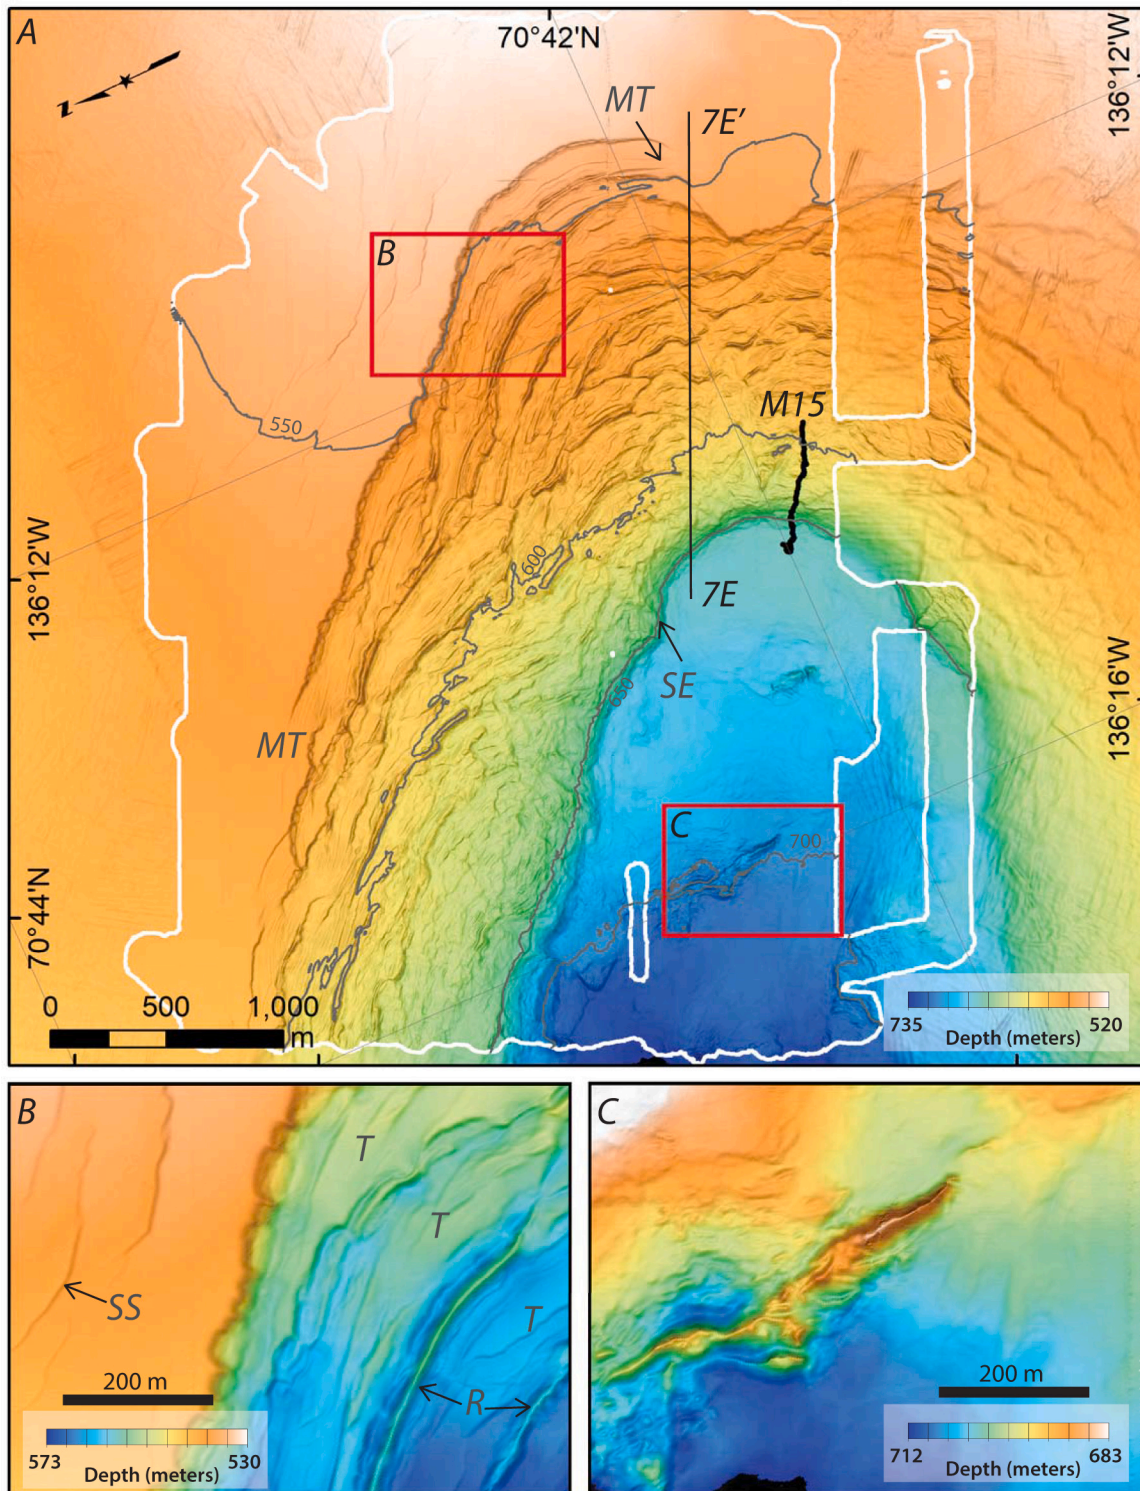 A
70°42'N
136°12'W
N
MT
7E'
B
M15
550
600
7E
136°12'W
SE
650
136°16'W
MT
C
700
70°44'N
0 500 1,000
m
735 520
Depth (meters)
B
T
T
SS
T
R
200 m
573 530
Depth (meters)
C
200 m
712 683
Depth (meters)